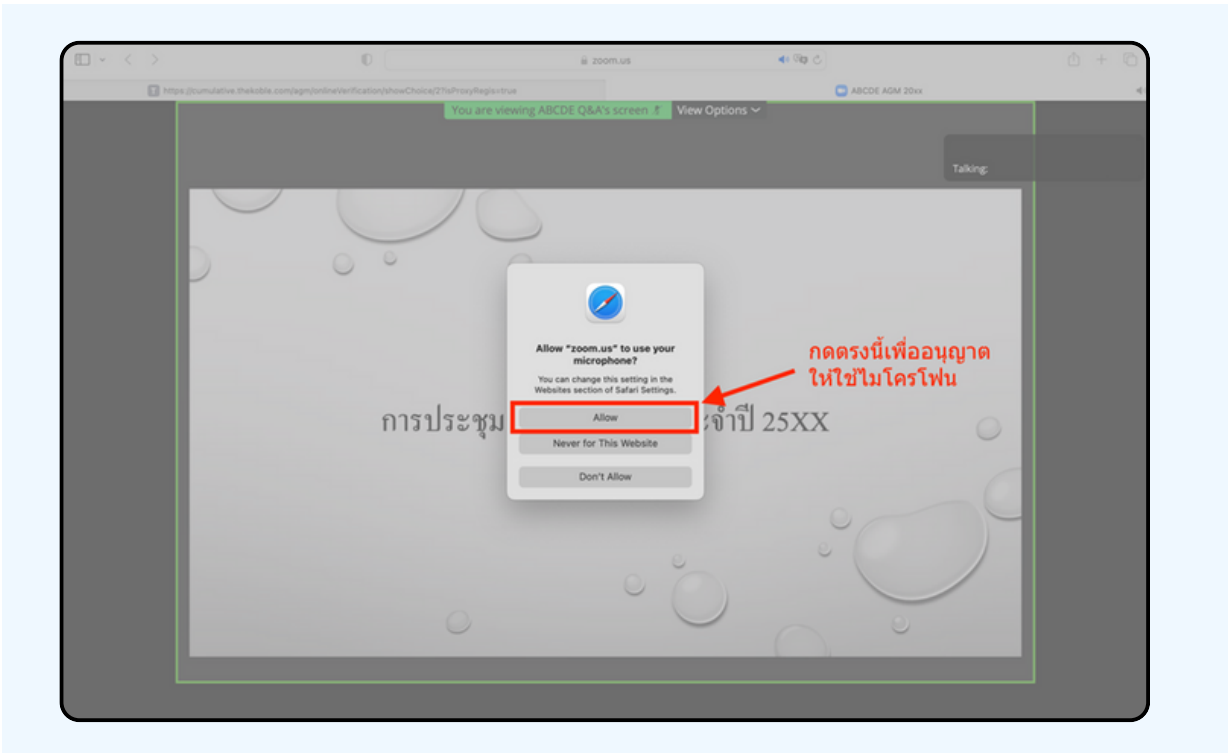 zoom.us
https://cumulative.thekoble.com/agm/onlineVerification/showChoice/2?isProxyRegis=true
ABCDE AGM 20xx
You are viewing ABCDE Q&A's screen
View Options
Talking:
Allow "zoom.us" to use your
microphone?
You can change this setting in the
Websites section of Safari Settings.
กดตรงนี้เพื่ออนุญาต
ให้ใช้ไมโครโฟน
Allow
การประชุม ะจำปี 25XX
Never for This Website
Don't Allow